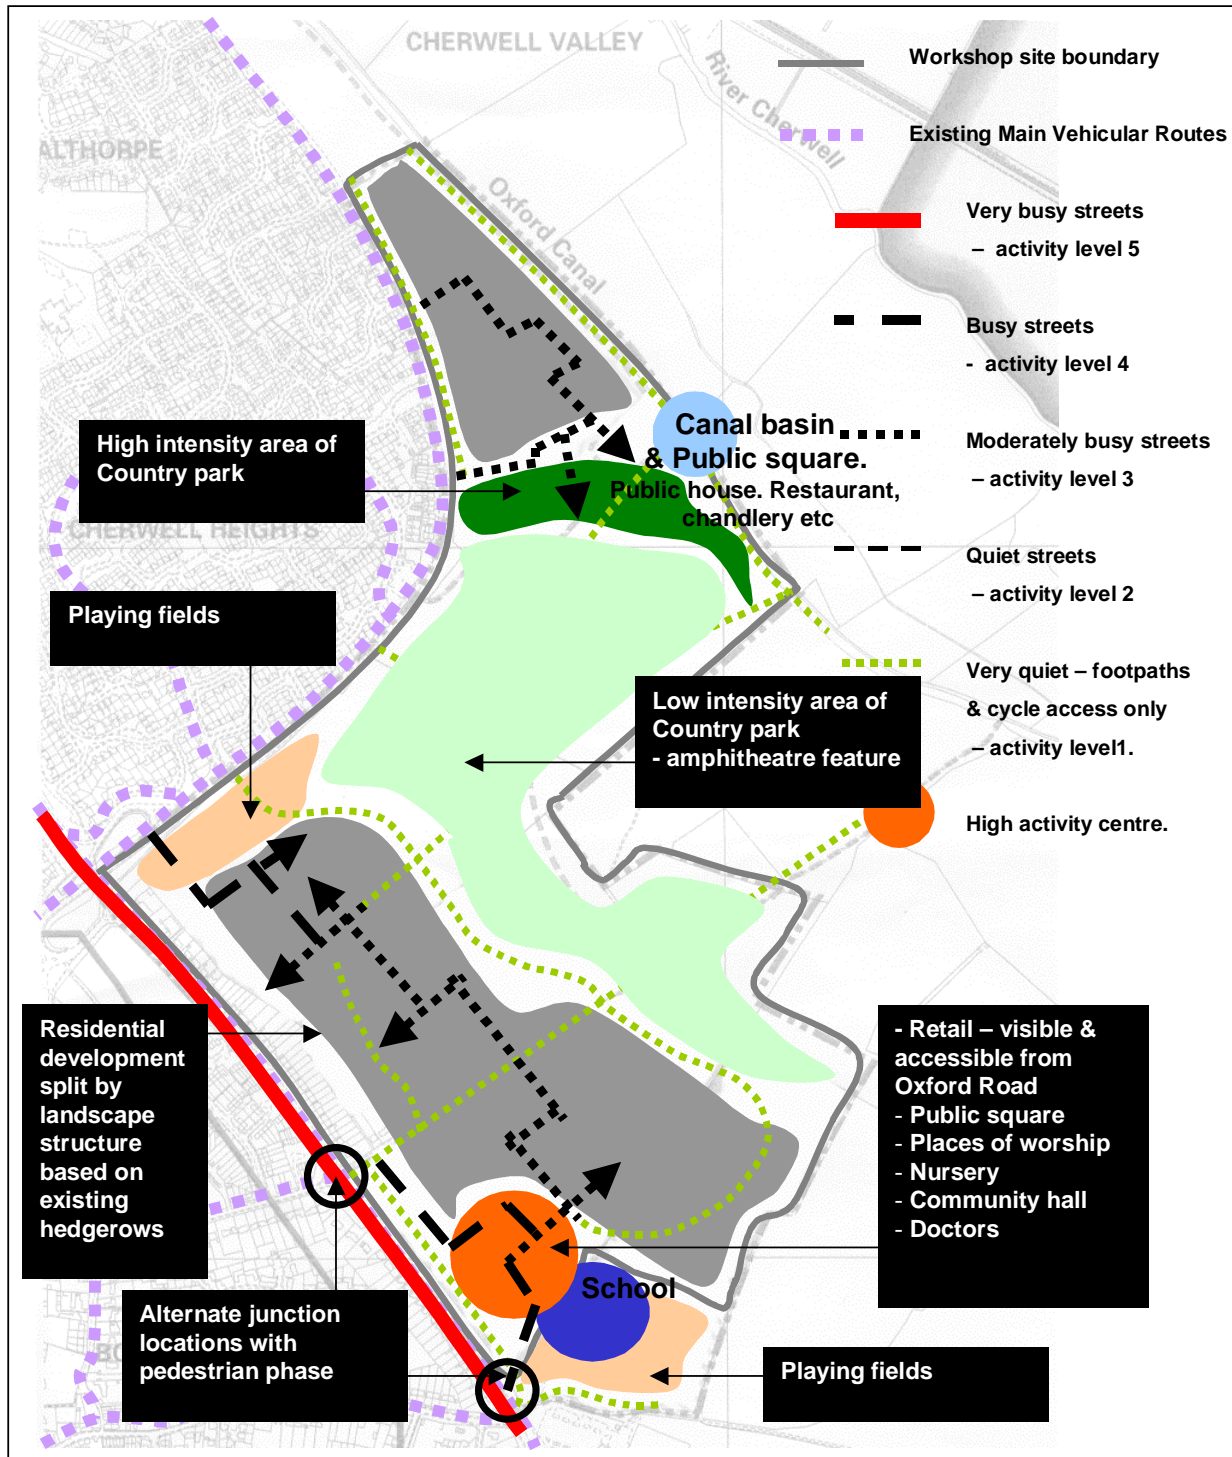 CHERWELL VALLEY
River Cherwell
Workshop site boundary
Existing Main Vehicular Routes
ALTHORPE
Oxford Canal
Very busy streets
– activity level 5
Busy streets
- activity level 4
High intensity area of
Country park
Canal basin
& Public square.
Public house. Restaurant,
chandlery etc
Moderately busy streets
– activity level 3
CHERWELL HEIGHTS
Quiet streets
– activity level 2
Playing fields
Very quiet – footpaths
& cycle access only
– activity level1.
Low intensity area of
Country park
- amphitheatre feature
High activity centre.
Residential
development
split by
landscape
structure
based on
existing
hedgerows
- Retail – visible &
accessible from
Oxford Road
- Public square
- Places of worship
- Nursery
- Community hall
- Doctors
School
Alternate junction
locations with
pedestrian phase
Playing fields